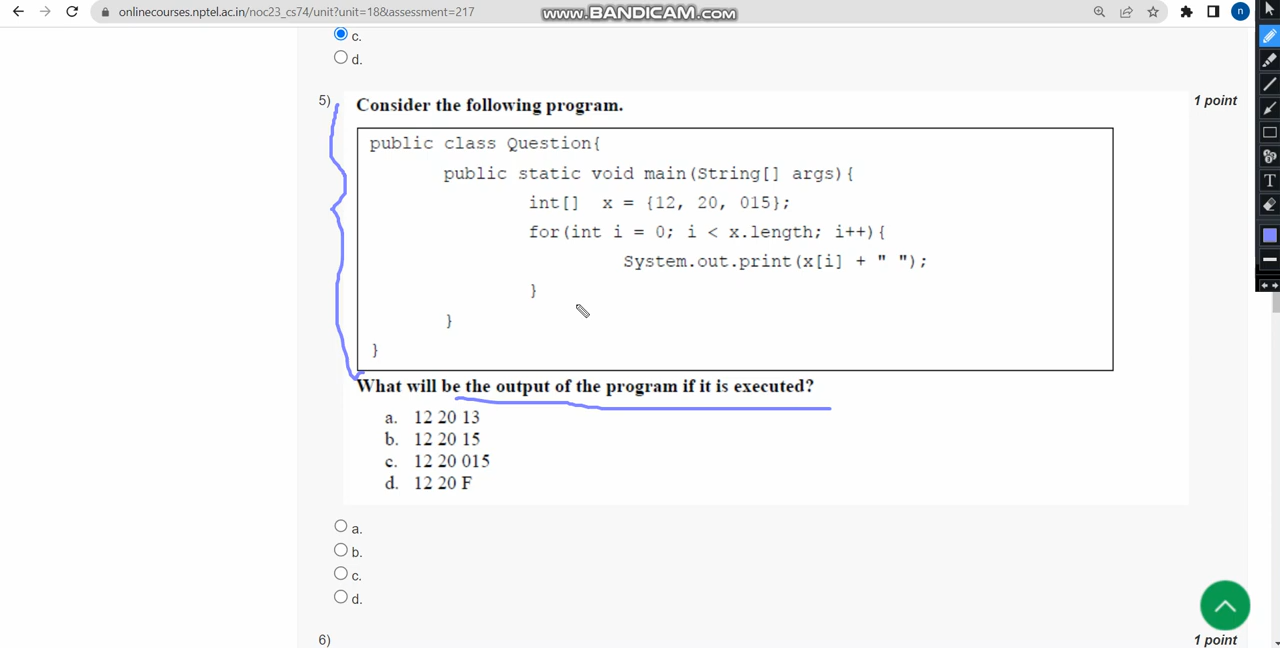 onlinecourses.nptel.ac.in/noc23_cs74/unit?unit=18&assessment=217
www.BANDICAM.com
n
c.
d.
5)
Consider the following program.
1 point
public class Question{
public static void main(String[] args){
int[] x = {12, 20, 015};
for(int i = 0; i < x.length; i++){
System.out.print(x[i] + " ");
}
}
}
What will be the output of the program if it is executed?
a. 12 20 13
b. 12 20 15
c. 12 20 015
d. 12 20 F
a.
b.
c.
d.
6)
1 point
T